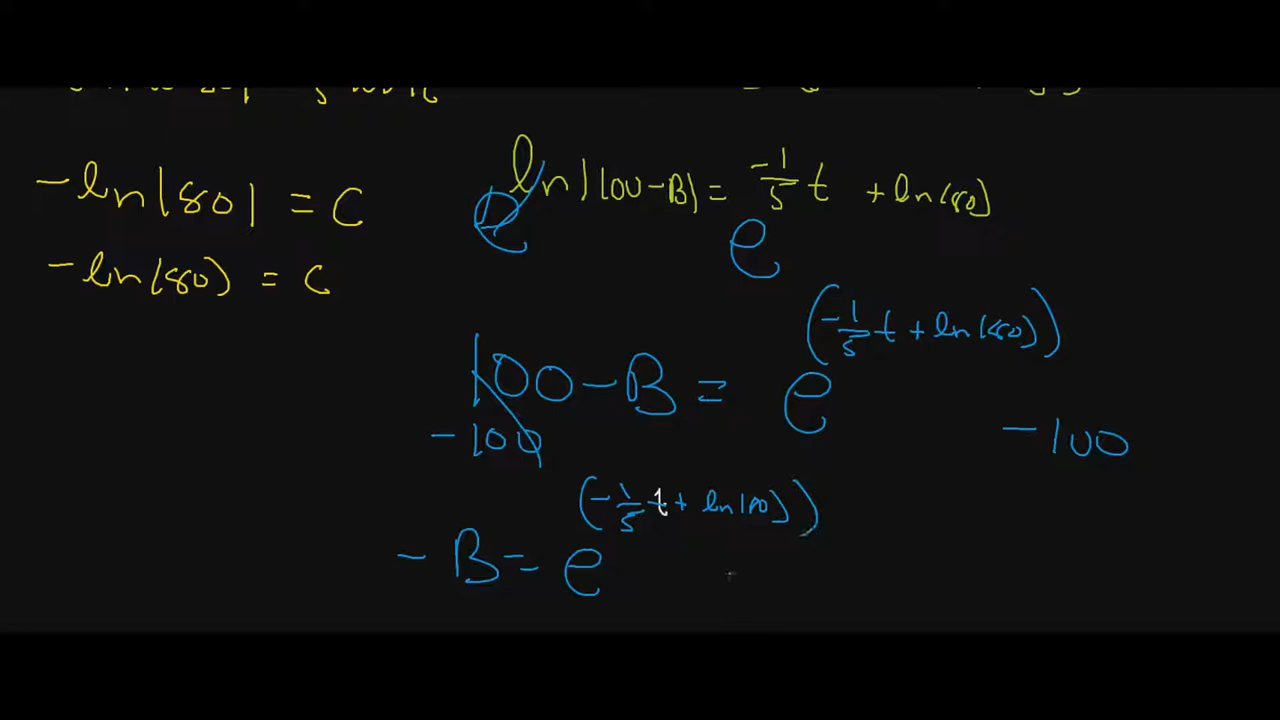 -ln|80| = C
-ln(80) = C
e^ln|100-B| = e^-1/5 t + ln(80)
100-B = e^(-1/5 t + ln(80))
-100 -100
-B = e^(-1/5 t + ln(80))